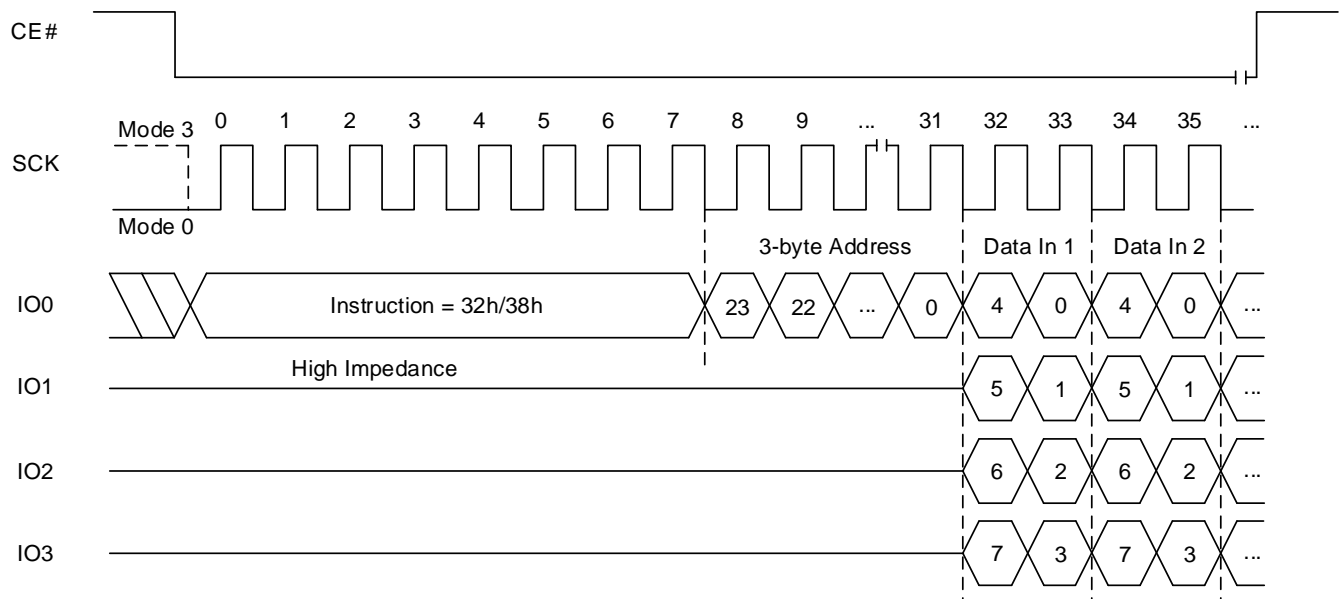 CE#
0 1 2 3 4 5 6 7 8 9 ... 31 32 33 34 35 ...
Mode 3
SCK
Mode 0
3-byte Address Data In 1 Data In 2
IO0 Instruction = 32h/38h 23 22 ... 0 4 0 4 0 ...
High Impedance
IO1 5 1 5 1 ...
IO2 6 2 6 2 ...
IO3 7 3 7 3 ...